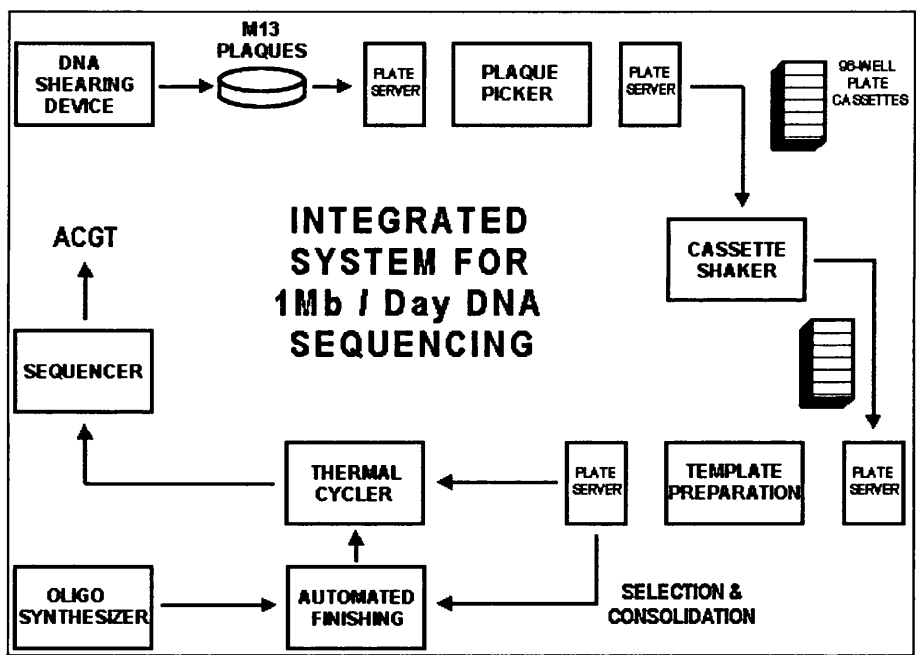 DNA
SHEARING
DEVICE
M13
PLAQUES
PLATE
SERVER
PLAQUE
PICKER
PLATE
SERVER
96-WELL
PLATE
CASSETTES
INTEGRATED
SYSTEM FOR
1Mb / Day DNA
SEQUENCING
ACGT
CASSETTE
SHAKER
SEQUENCER
THERMAL
CYCLER
PLATE
SERVER
TEMPLATE
PREPARATION
PLATE
SERVER
OLIGO
SYNTHESIZER
AUTOMATED
FINISHING
SELECTION &
CONSOLIDATION